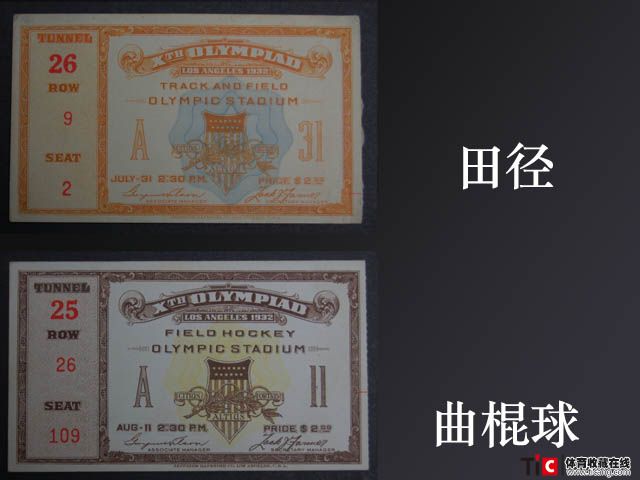 TUNNEL
26
ROW
9
SEAT
2
XTH OLYMPIAD
LOS ANGELES 1932
TRACK AND FIELD
OLYMPIC STADIUM
A 31
JULY-31 2:30 P.M. PRICE $2.
ASSOCIATE MANAGER SECRETARY MANAGER
田径
TUNNEL
25
ROW
26
SEAT
109
XTH OLYMPIAD
LOS ANGELES 1932
FIELD HOCKEY
OLYMPIC STADIUM
A 11
CITIUS FORTIUS
ALTIUS
AUG-11 2:30 P.M. PRICE $2.
ASSOCIATE MANAGER SECRETARY MANAGER
曲棍球
体育收藏在线